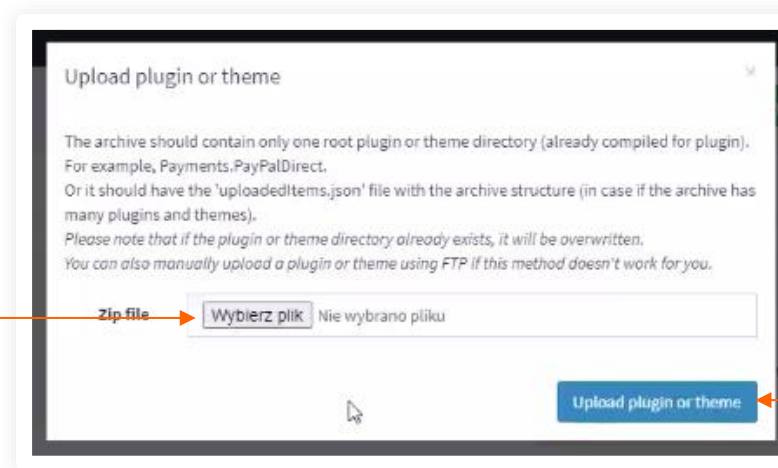 Upload plugin or theme
The archive should contain only one root plugin or theme directory (already compiled for plugin).
For example, Payments.PayPalDirect.
Or it should have the 'uploadedItems.json' file with the archive structure (in case if the archive has
many plugins and themes).
Please note that if the plugin or theme directory already exists, it will be overwritten.
You can also manually upload a plugin or theme using FTP if this method doesn't work for you.
Zip file Wybierz plik Nie wybrano pliku
Upload plugin or theme